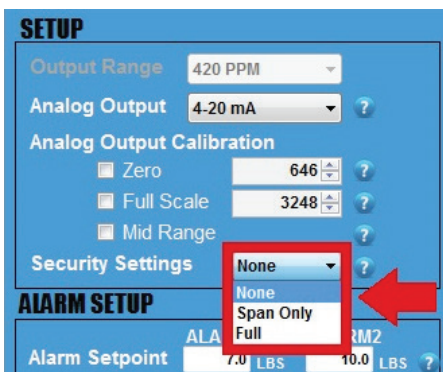 SETUP
Output Range 420 PPM
Analog Output 4-20 mA ?
Analog Output Calibration
Zero 646 ?
Full Scale 3248 ?
Mid Range ?
Security Settings None ?
None
Span Only
Full
ALARM SETUP
Alarm Setpoint 7.0 LBS 10.0 LBS ?